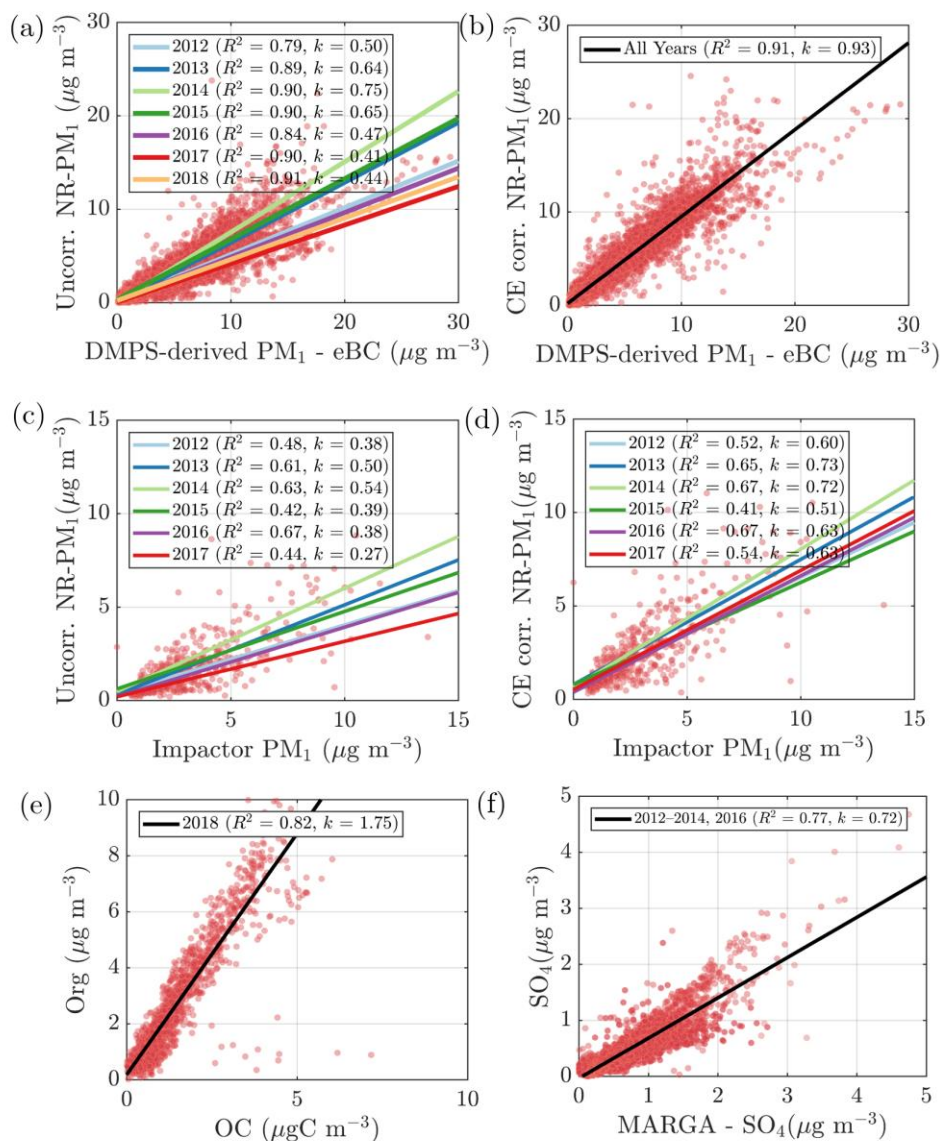 (a)
Uncorr. NR-PM₁ (μg m⁻³)
30
20
10
0
2012 (R² = 0.79, k = 0.50)
2013 (R² = 0.89, k = 0.64)
2014 (R² = 0.90, k = 0.75)
2015 (R² = 0.90, k = 0.65)
2016 (R² = 0.84, k = 0.47)
2017 (R² = 0.90, k = 0.41)
2018 (R² = 0.91, k = 0.44)
0 10 20 30
DMPS-derived PM₁ - eBC (μg m⁻³)
(b)
CE corr. NR-PM₁(μg m⁻³)
30
20
10
0
All Years (R² = 0.91, k = 0.93)
0 10 20 30
DMPS-derived PM₁ - eBC (μg m⁻³)
(c)
Uncorr. NR-PM₁(μg m⁻³)
15
10
5
0
2012 (R² = 0.48, k = 0.38)
2013 (R² = 0.61, k = 0.50)
2014 (R² = 0.63, k = 0.54)
2015 (R² = 0.42, k = 0.39)
2016 (R² = 0.67, k = 0.38)
2017 (R² = 0.44, k = 0.27)
0 5 10 15
Impactor PM₁ (μg m⁻³)
(d)
CE corr. NR-PM₁(μg m⁻³)
15
10
5
0
2012 (R² = 0.52, k = 0.60)
2013 (R² = 0.65, k = 0.73)
2014 (R² = 0.67, k = 0.72)
2015 (R² = 0.41, k = 0.51)
2016 (R² = 0.67, k = 0.63)
2017 (R² = 0.54, k = 0.63)
0 5 10 15
Impactor PM₁(μg m⁻³)
(e)
Org (μg m⁻³)
10
8
6
4
2
0
2018 (R² = 0.82, k = 1.75)
0 5 10
OC (μgC m⁻³)
(f)
SO₄(μg m⁻³)
5
4
3
2
1
0
2012–2014, 2016 (R² = 0.77, k = 0.72)
0 1 2 3 4 5
MARGA - SO₄(μg m⁻³)